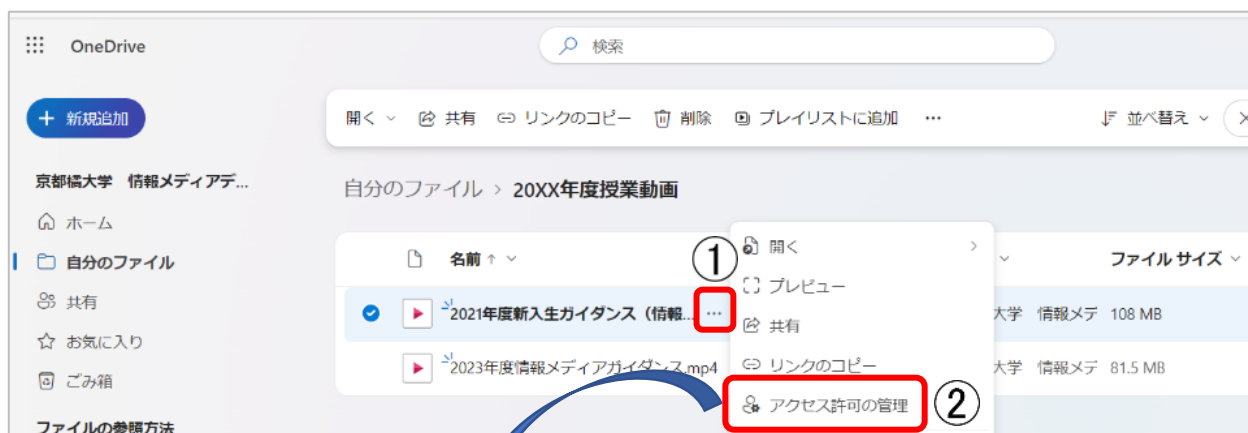 OneDrive
検索
新規追加
開く 共有 リンクのコピー 削除 プレイリストに追加 … 並べ替え
京都橘大学 情報メディアデ...
自分のファイル > 20XX年度授業動画
ホーム
自分のファイル
共有
お気に入り
ごみ箱
ファイルの参照方法
名前 ↑ ファイル サイズ
①
2021年度新入生ガイダンス（情報... … 大学 情報メデ 108 MB
2023年度情報メディアガイダンス.mp4 大学 情報メデ 81.5 MB
開く
プレビュー
共有
リンクのコピー
アクセス許可の管理
②